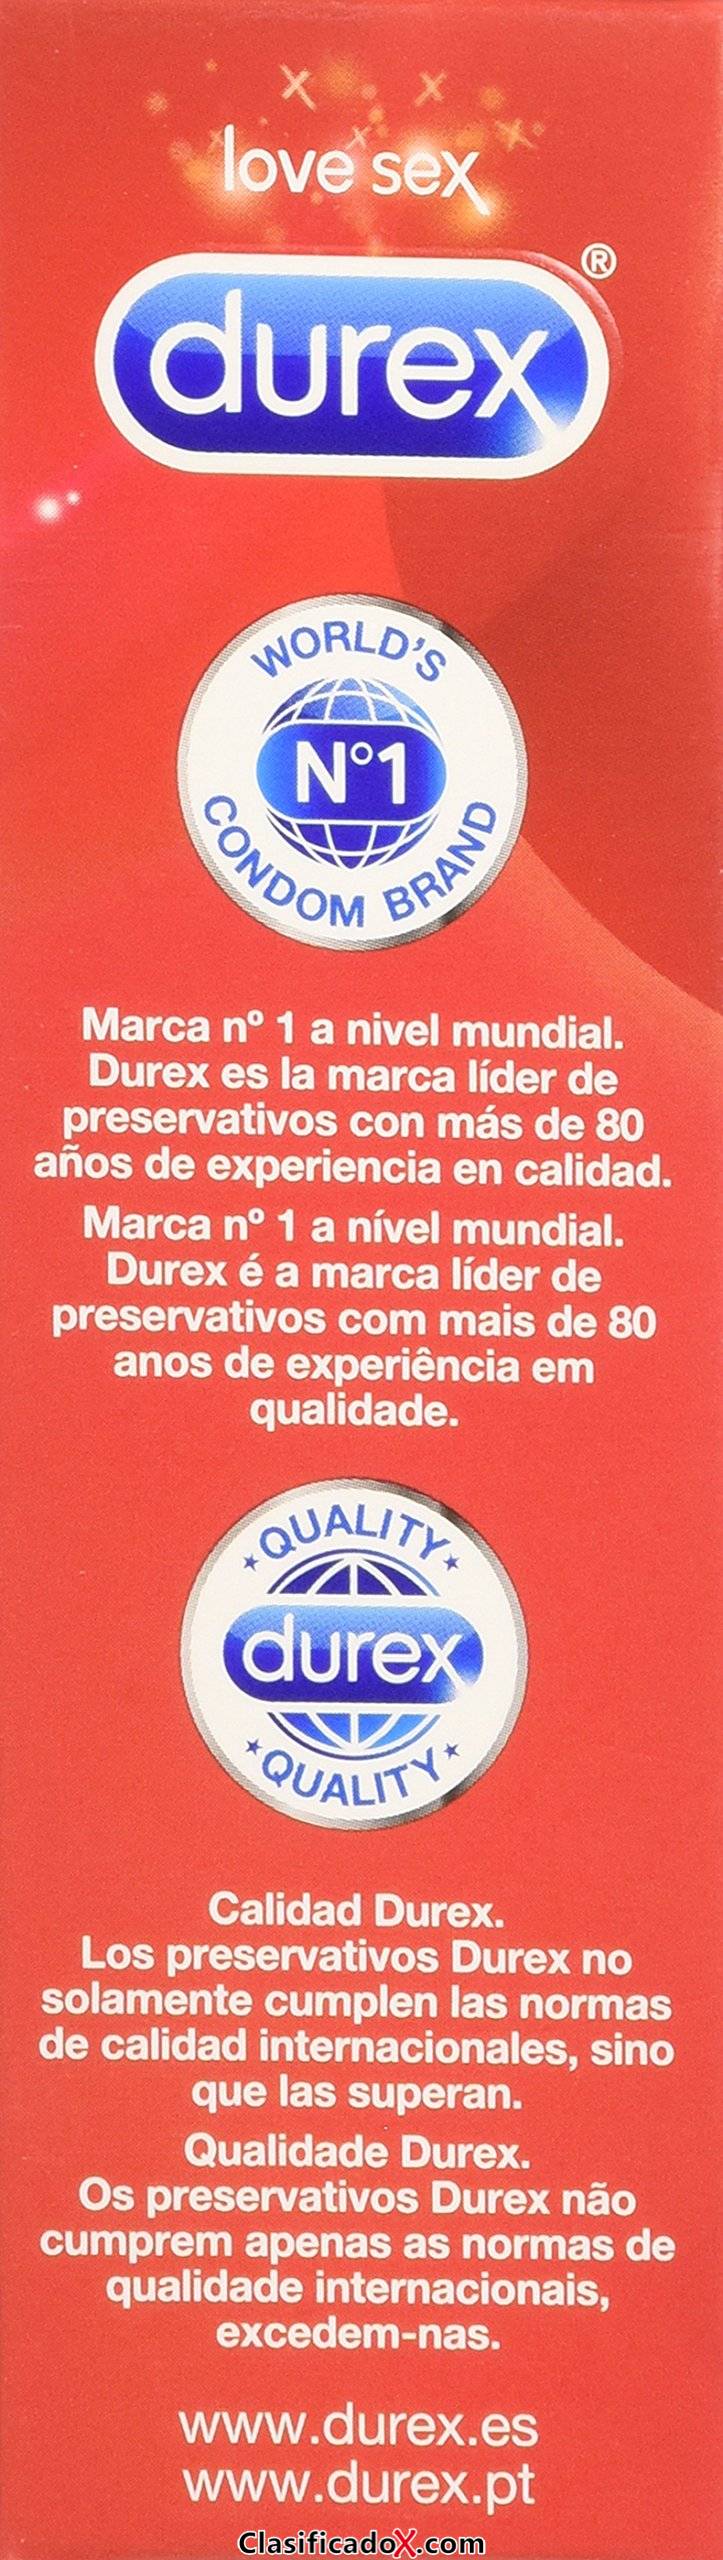 love sex
durex®
WORLD'S
Nº1
CONDOM BRAND
Marca nº 1 a nivel mundial.
Durex es la marca líder de
preservativos con más de 80
años de experiencia en calidad.
Marca nº 1 a nível mundial.
Durex é a marca líder de
preservativos com mais de 80
anos de experiência em
qualidade.
QUALITY
durex
QUALITY
Calidad Durex.
Los preservativos Durex no
solamente cumplen las normas
de calidad internacionales, sino
que las superan.
Qualidade Durex.
Os preservativos Durex não
cumprem apenas as normas de
qualidade internacionais,
excedem-nas.
www.durex.es
www.durex.pt
ClasificadoX.com